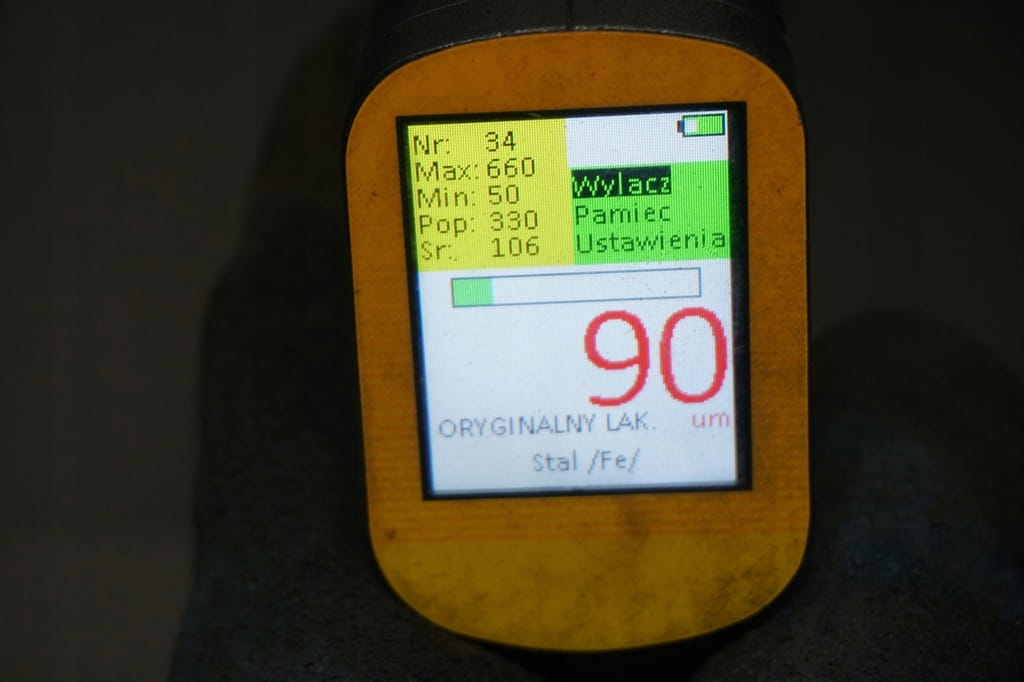 Nr: 34
Max: 660
Min: 50
Pop: 330
Sr: 106
Wylacz
Pamiec
Ustawienia
90
um
ORYGINALNY LAK.
Stal /Fe/